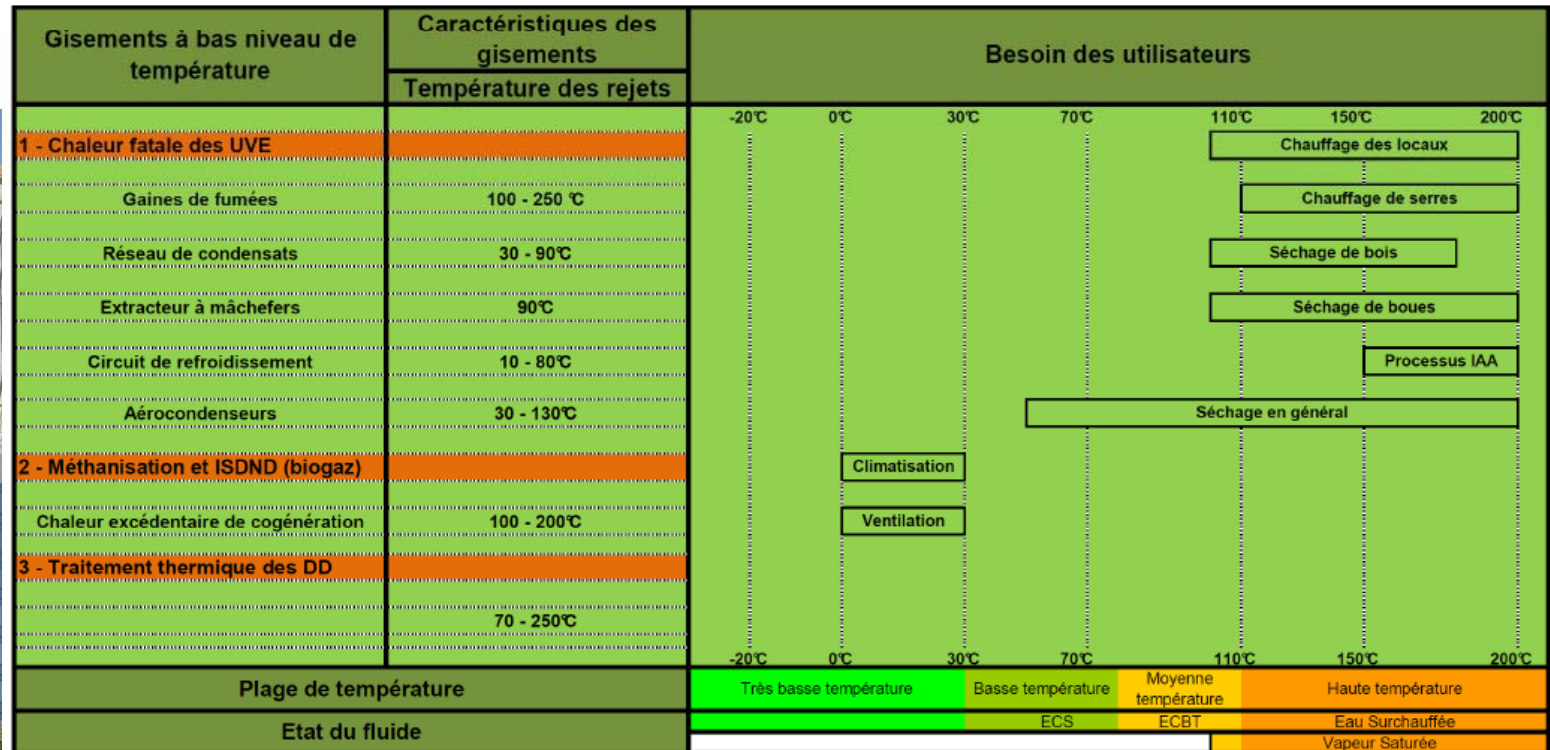 Gisements à bas niveau de
température
Caractéristiques des
gisements
Température des rejets
Besoin des utilisateurs
-20°C 0°C 30°C 70°C 110°C 150°C 200°C
1 - Chaleur fatale des UVE
Chauffage des locaux
Gaines de fumées 100 - 250 °C Chauffage de serres
Réseau de condensats 30 - 90°C Séchage de bois
Extracteur à mâchefers 90°C Séchage de boues
Circuit de refroidissement 10 - 80°C Processus IAA
Aérocondenseurs 30 - 130°C Séchage en général
2 - Méthanisation et ISDND (biogaz) Climatisation
Chaleur excédentaire de cogénération 100 - 200°C Ventilation
3 - Traitement thermique des DD
70 - 250°C
-20°C 0°C 30°C 70°C 110°C 150°C 200°C
Plage de température Très basse température Basse température Moyenne
température Haute température
Etat du fluide ECS ECBT Eau Surchauffée
Vapeur Saturée